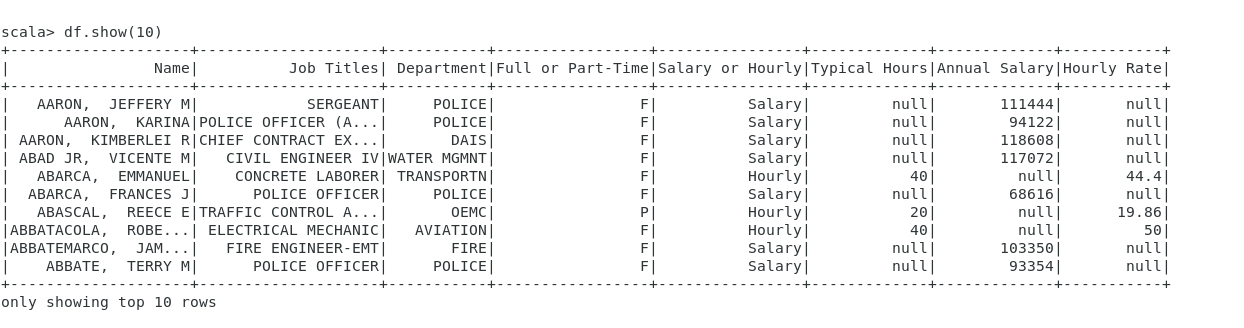 scala> df.show(10)
+--------------------+--------------------+-----------+-----------------+----------------+-------------+-------------+-----------+
|                Name|          Job Titles| Department|Full or Part-Time|Salary or Hourly|Typical Hours|Annual Salary|Hourly Rate|
+--------------------+--------------------+-----------+-----------------+----------------+-------------+-------------+-----------+
|   AARON,  JEFFERY M|            SERGEANT|     POLICE|                F|          Salary|         null|       111444|       null|
|      AARON,  KARINA|POLICE OFFICER (A...|     POLICE|                F|          Salary|         null|        94122|       null|
| AARON,  KIMBERLEI R|CHIEF CONTRACT EX...|       DAIS|                F|          Salary|         null|       118608|       null|
| ABAD JR,  VICENTE M|   CIVIL ENGINEER IV|WATER MGMNT|                F|          Salary|         null|       117072|       null|
|   ABARCA,  EMMANUEL|    CONCRETE LABORER| TRANSPORTN|                F|          Hourly|           40|         null|       44.4|
|  ABARCA,  FRANCES J|      POLICE OFFICER|     POLICE|                F|          Salary|         null|        68616|       null|
|   ABASCAL,  REECE E|TRAFFIC CONTROL A...|       OEMC|                P|          Hourly|           20|         null|      19.86|
|ABBATACOLA,  ROBE...| ELECTRICAL MECHANIC|   AVIATION|                F|          Hourly|           40|         null|         50|
|ABBATEMARCO,  JAM...|   FIRE ENGINEER-EMT|       FIRE|                F|          Salary|         null|       103350|       null|
|    ABBATE,  TERRY M|      POLICE OFFICER|     POLICE|                F|          Salary|         null|        93354|       null|
+--------------------+--------------------+-----------+-----------------+----------------+-------------+-------------+-----------+
only showing top 10 rows